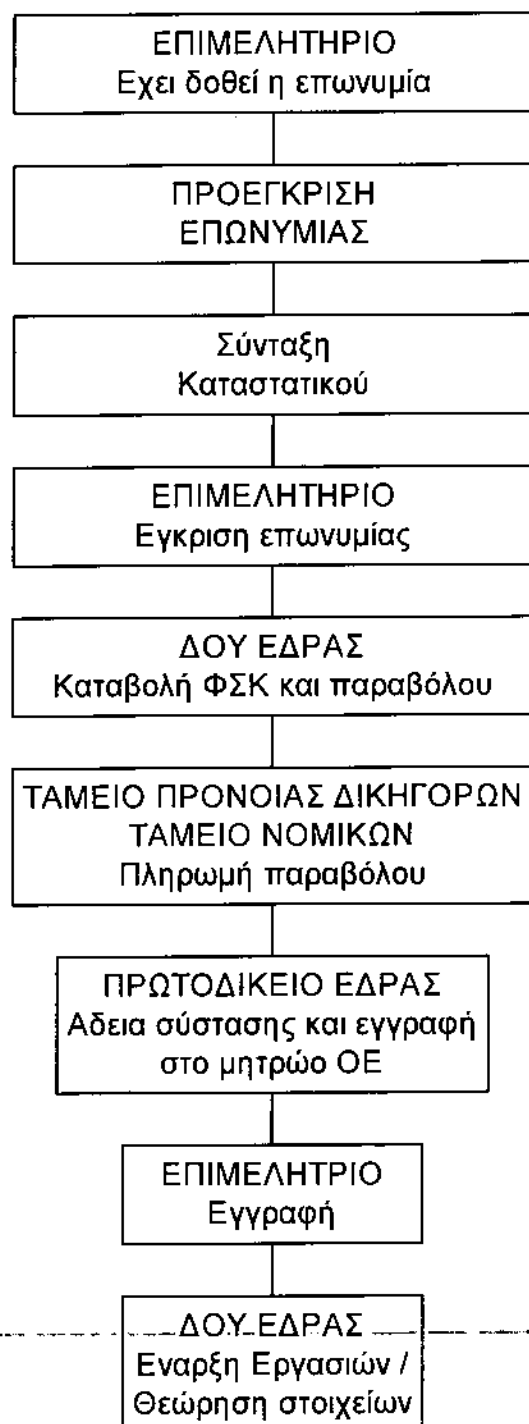 ΕΠΙΜΕΛΗΤΗΡΙΟ
Εχει δοθεί η επωνυμία
ΠΡΟΕΓΚΡΙΣΗ
ΕΠΩΝΥΜΙΑΣ
Σύνταξη
Καταστατικού
ΕΠΙΜΕΛΗΤΗΡΙΟ
Εγκριση επωνυμίας
ΔΟΥ ΕΔΡΑΣ
Καταβολή ΦΣΚ και παραβόλου
ΤΑΜΕΙΟ ΠΡΟΝΟΙΑΣ ΔΙΚΗΓΟΡΩΝ
ΤΑΜΕΙΟ ΝΟΜΙΚΩΝ
Πληρωμή παραβόλου
ΠΡΩΤΟΔΙΚΕΙΟ ΕΔΡΑΣ
Αδεια σύστασης και εγγραφή
στο μητρώο ΟΕ
ΕΠΙΜΕΛΗΤΡΙΟ
Εγγραφή
ΔΟΥ ΕΔΡΑΣ
Εναρξη Εργασιών /
Θεώρηση στοιχείων